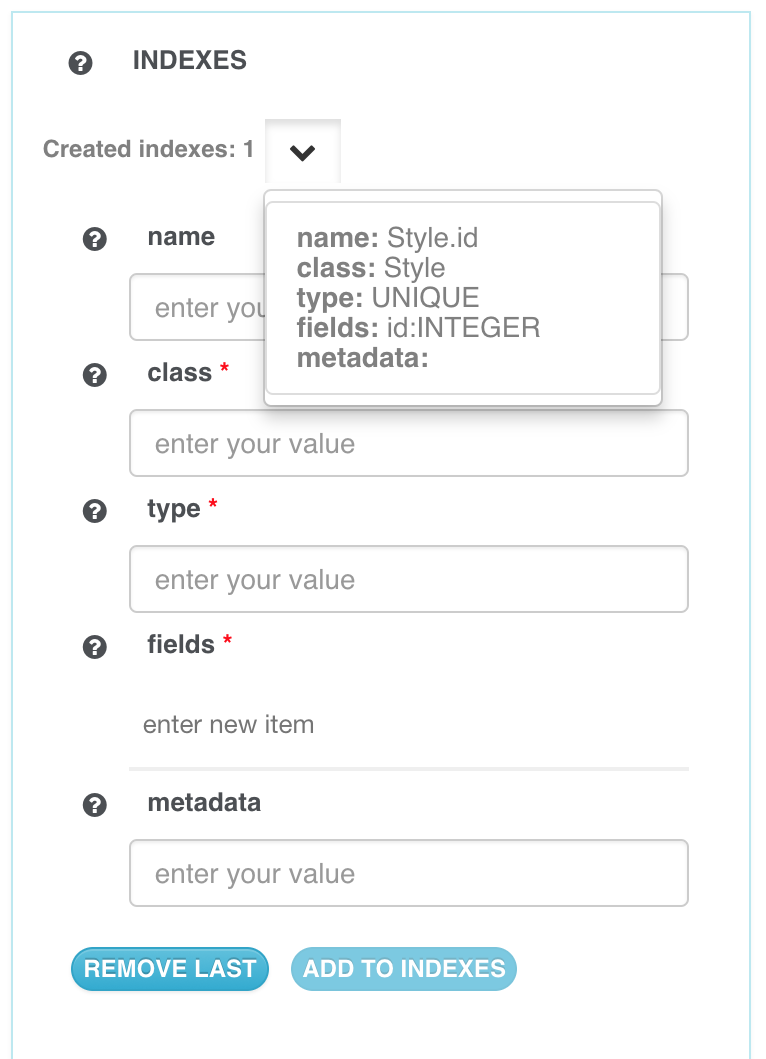 INDEXES
Created indexes: 1
name: Style.id
class: Style
type: UNIQUE
fields: id:INTEGER
metadata:
name
enter you
class *
enter your value
type *
enter your value
fields *
enter new item
metadata
enter your value
REMOVE LAST
ADD TO INDEXES